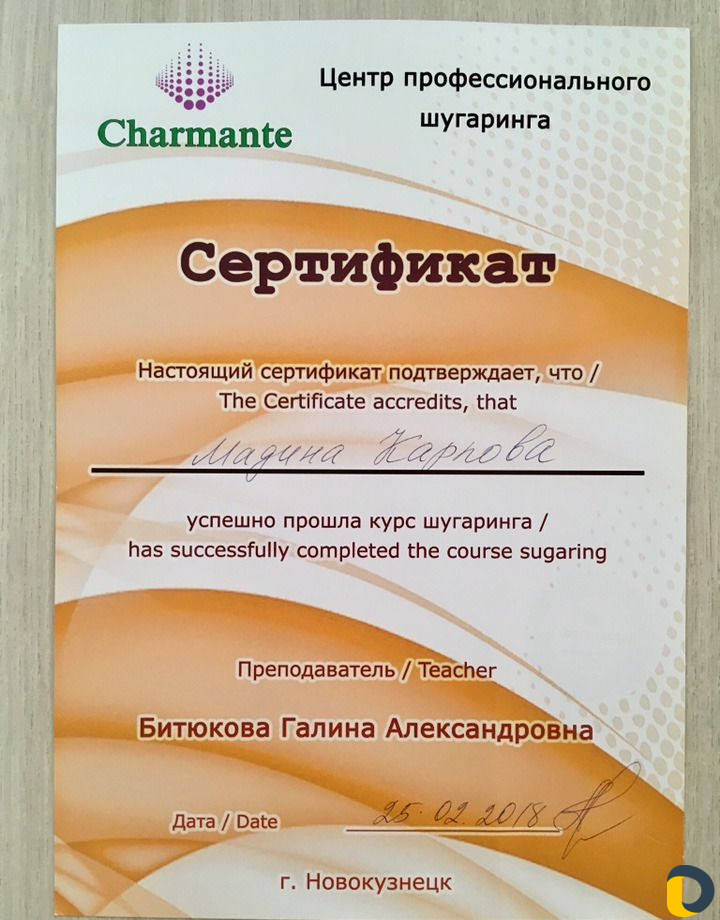 Charmante
Центр профессионального
шугаринга
Сертификат
Настоящий сертификат подтверждает, что /
The Certificate accredits, that
Мадина Карпова
успешно прошла курс шугаринга /
has successfully completed the course sugaring
Преподаватель / Teacher
Битюкова Галина Александровна
Дата / Date 25.02.2018
г. Новокузнецк